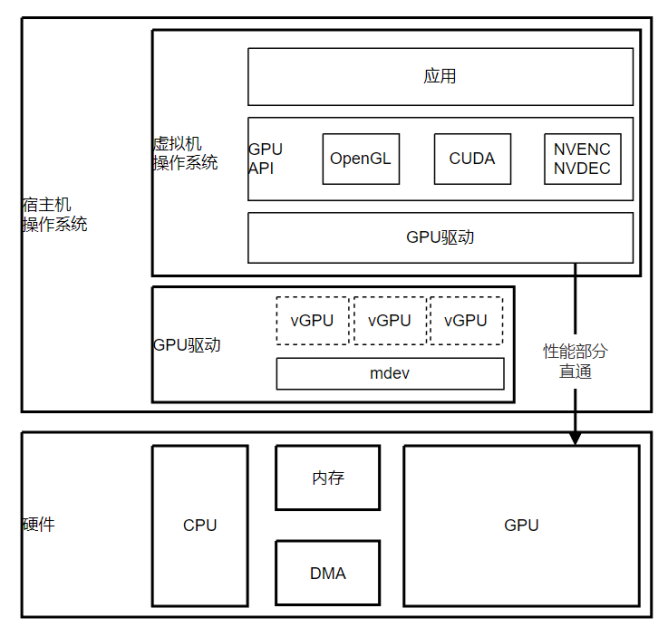 应用
虚拟机
操作系统
GPU
API
OpenGL
CUDA
NVENC
NVDEC
宿主机
操作系统
GPU驱动
GPU驱动
vGPU
vGPU
vGPU
mdev
性能部分
直通
硬件
CPU
内存
DMA
GPU